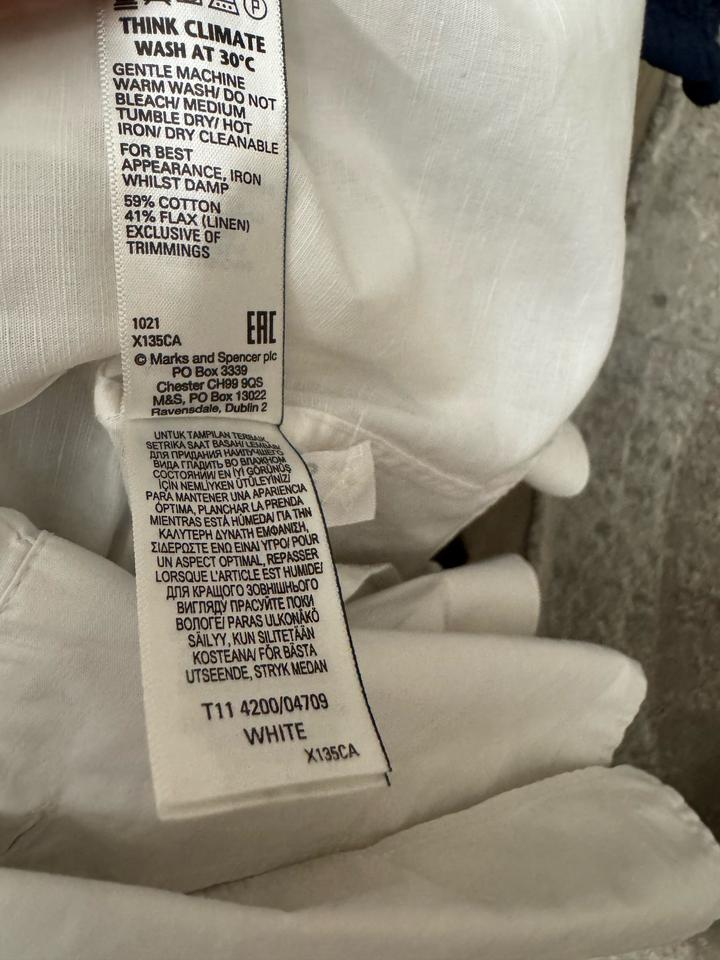 P
THINK CLIMATE
WASH AT 30°C
GENTLE MACHINE
WARM WASH/ DO NOT
BLEACH/ MEDIUM
TUMBLE DRY/ HOT
IRON/ DRY CLEANABLE
FOR BEST
APPEARANCE, IRON
WHILST DAMP
59% COTTON
41% FLAX (LINEN)
EXCLUSIVE OF
TRIMMINGS
1021
X135CA
EAC
© Marks and Spencer plc
PO Box 3339
Chester CH99 9QS
M&S, PO Box 13022
Ravensdale, Dublin 2
UNTUK TAMPILAN TERBAIK,
SETRIKA SAAT BASAH/ LEMBAB/
ДЛЯ ПРИДАНИЯ НАИЛУЧШЕГО
ВИДА ГЛАДИТЬ ВО ВЛАЖНОМ
СОСТОЯНИИ/ EN İYİ GÖRÜNÜŞ
İÇİN NEMLİYKEN ÜTÜLEYİNİZ/
PARA MANTENER UNA APARIENCIA
ÓPTIMA, PLANCHAR LA PRENDA
MIENTRAS ESTÁ HÚMEDA/ ΓΙΑ ΤΗΝ
ΚΑΛΥΤΕΡΗ ΔΥΝΑΤΗ ΕΜΦΑΝΙΣΗ,
ΣΙΔΕΡΩΣΤΕ ΕΝΩ ΕΙΝΑΙ ΥΓΡΟ/ POUR
UN ASPECT OPTIMAL, REPASSER
LORSQUE L'ARTICLE EST HUMIDE/
ДЛЯ КРАЩОГО ЗОВНІШНЬОГО
ВИГЛЯДУ ПРАСУЙТЕ ПОКИ
ВОЛОГЕ/ PARAS ULKONÄKÖ
SÄILYY, KUN SILITETÄÄN
KOSTEANA/ FÖR BÄSTA
UTSEENDE, STRYK MEDAN
T11 4200/04709
WHITE
X135CA